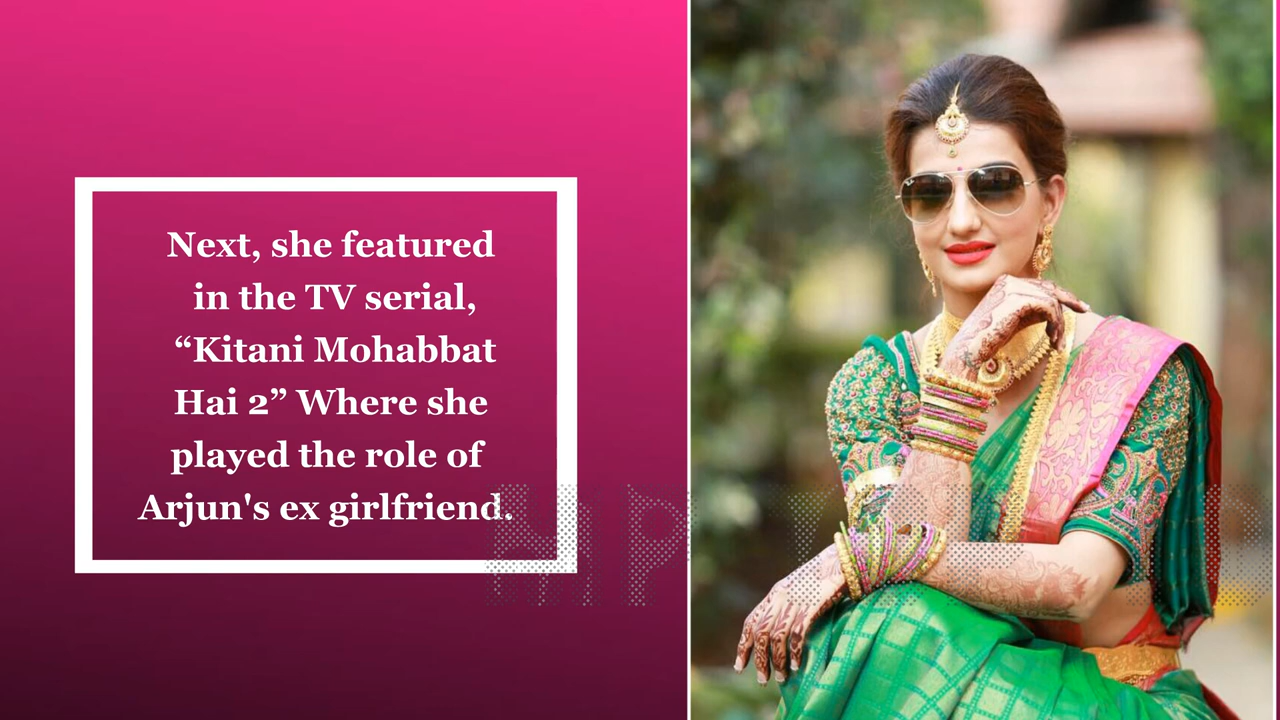 Next, she featured
in the TV serial,
“Kitani Mohabbat
Hai 2” Where she
played the role of
Arjun's ex girlfriend.